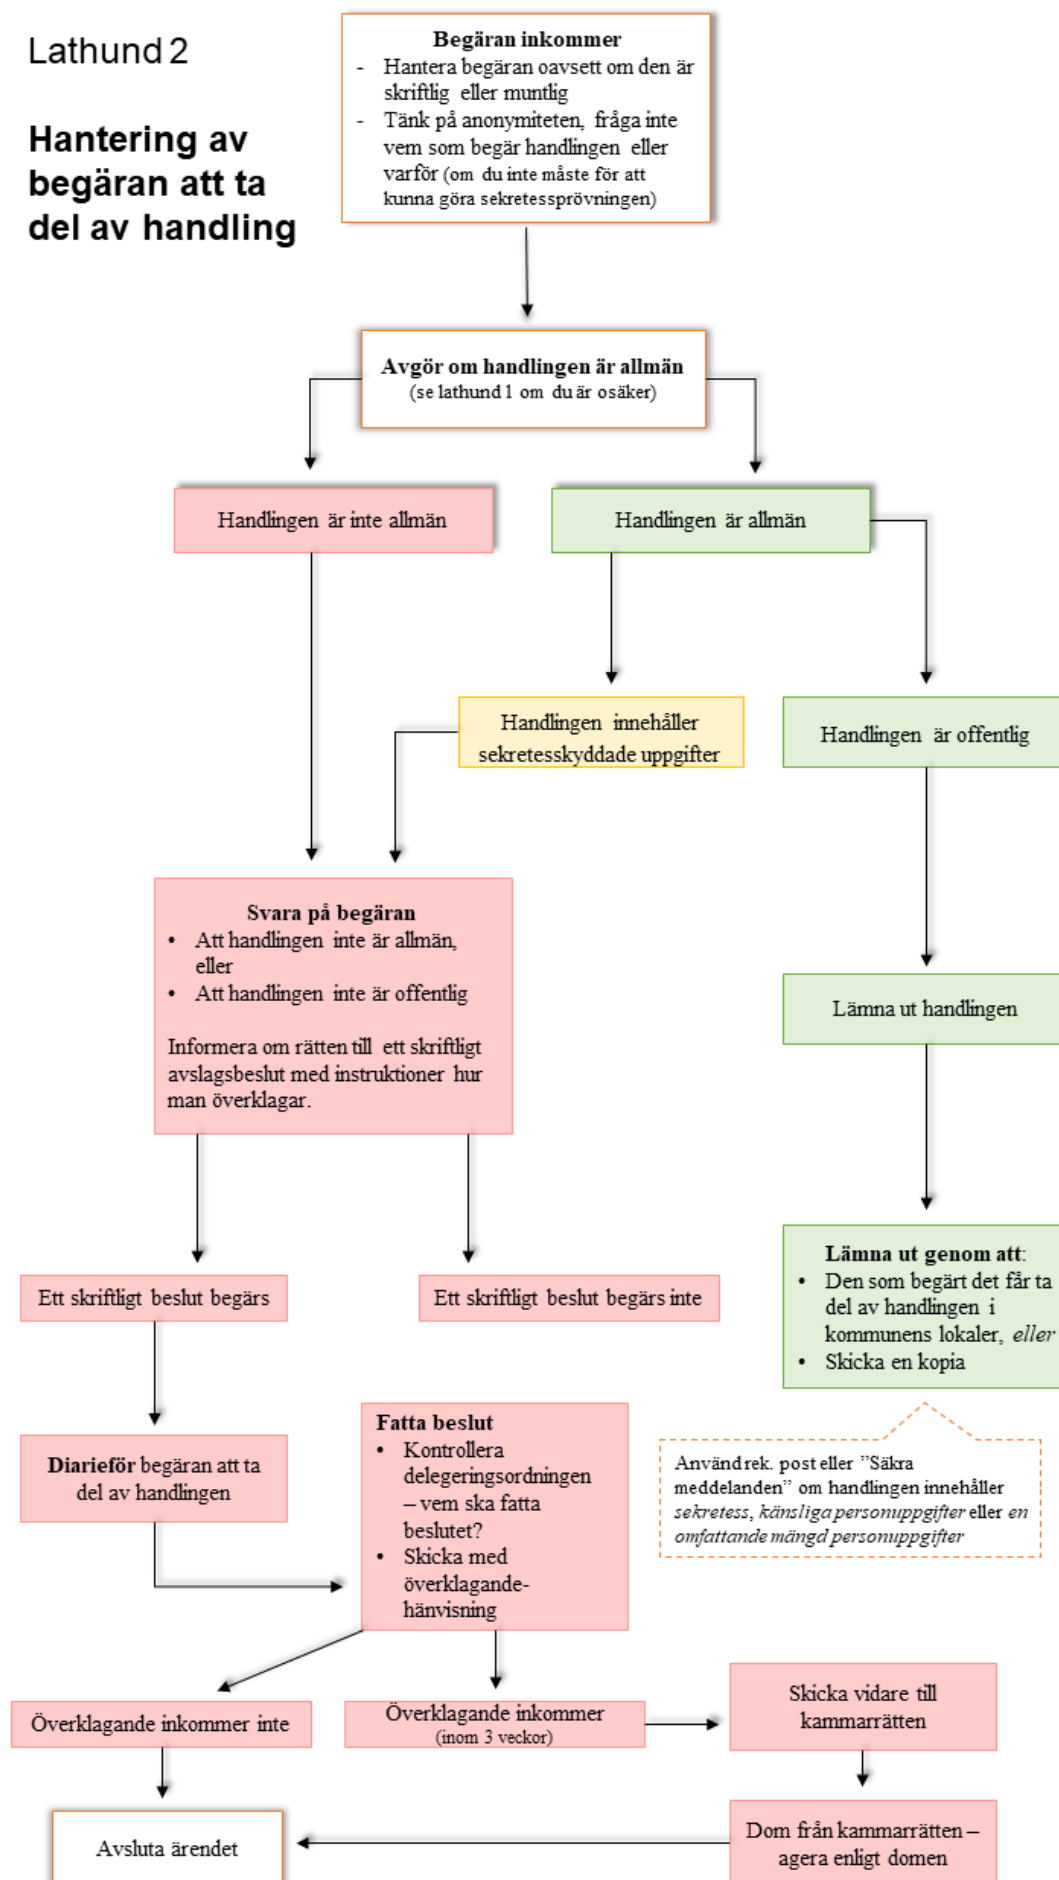 Lathund 2
Hantering av
begäran att ta
del av handling
Begäran inkommer
- Hantera begäran oavsett om den är
skriftlig eller muntlig
- Tänk på anonymiteten, fråga inte
vem som begär handlingen eller
varför (om du inte måste för att
kunna göra sekretessprövningen)
Avgör om handlingen är allmän
(se lathund 1 om du är osäker)
Handlingen är inte allmän
Handlingen är allmän
Handlingen innehåller
sekretesskyddade uppgifter
Handlingen är offentlig
Svara på begäran
• Att handlingen inte är allmän,
eller
• Att handlingen inte är offentlig
Informera om rätten till ett skriftligt
avslagsbeslut med instruktioner hur
man överklagar.
Lämna ut handlingen
Ett skriftligt beslut begärs
Ett skriftligt beslut begärs inte
Lämna ut genom att:
• Den som begärt det får ta
del av handlingen i
kommunens lokaler, eller
• Skicka en kopia
Diarieför begäran att ta
del av handlingen
Fatta beslut
• Kontrollera
delegeringsordningen
– vem ska fatta
beslutet?
• Skicka med
överklagande-
hänvisning
Använd rek. post eller ”Säkra
meddelanden” om handlingen innehåller
sekretess, känsliga personuppgifter eller en
omfattande mängd personuppgifter
Överklagande inkommer inte
Överklagande inkommer
(inom 3 veckor)
Skicka vidare till
kammarrätten
Avsluta ärendet
Dom från kammarrätten –
agera enligt domen